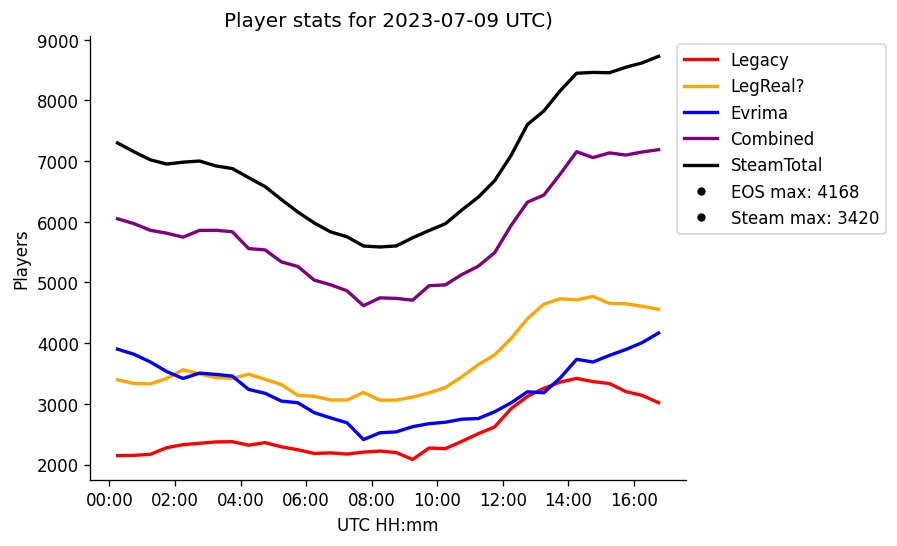 Player stats for 2023-07-09 UTC)
9000
8000
7000
6000
5000
4000
3000
2000
Players
00:00 02:00 04:00 06:00 08:00 10:00 12:00 14:00 16:00
UTC HH:mm
Legacy
LegReal?
Evrima
Combined
SteamTotal
EOS max: 4168
Steam max: 3420